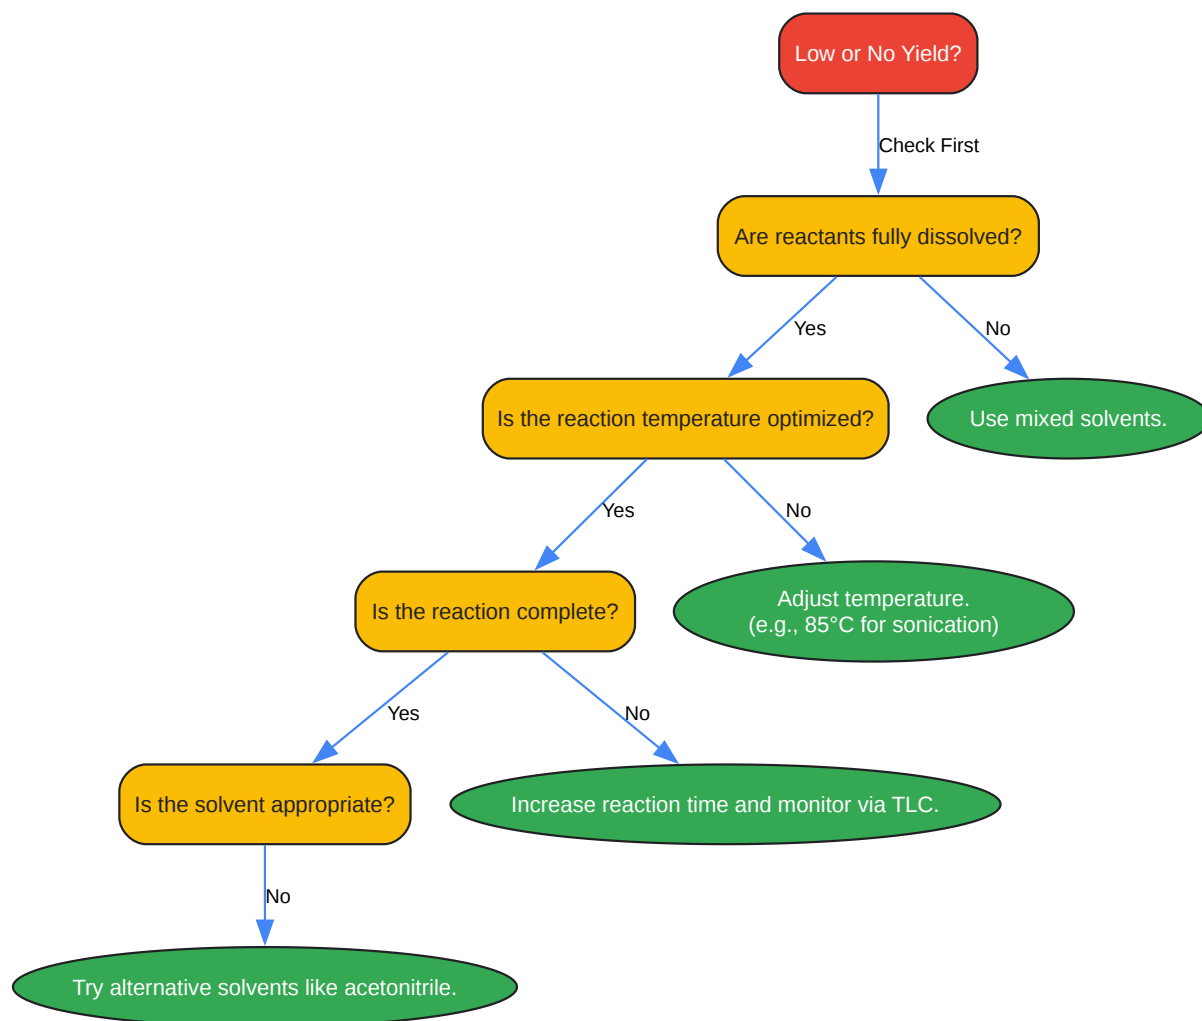 Low or No Yield?
Check First
Are reactants fully dissolved?
Yes
No
Is the reaction temperature optimized?
Use mixed solvents.
Yes
No
Is the reaction complete?
Adjust temperature.
(e.g., 85°C for sonication)
Yes
No
Is the solvent appropriate?
Increase reaction time and monitor via TLC.
No
Try alternative solvents like acetonitrile.